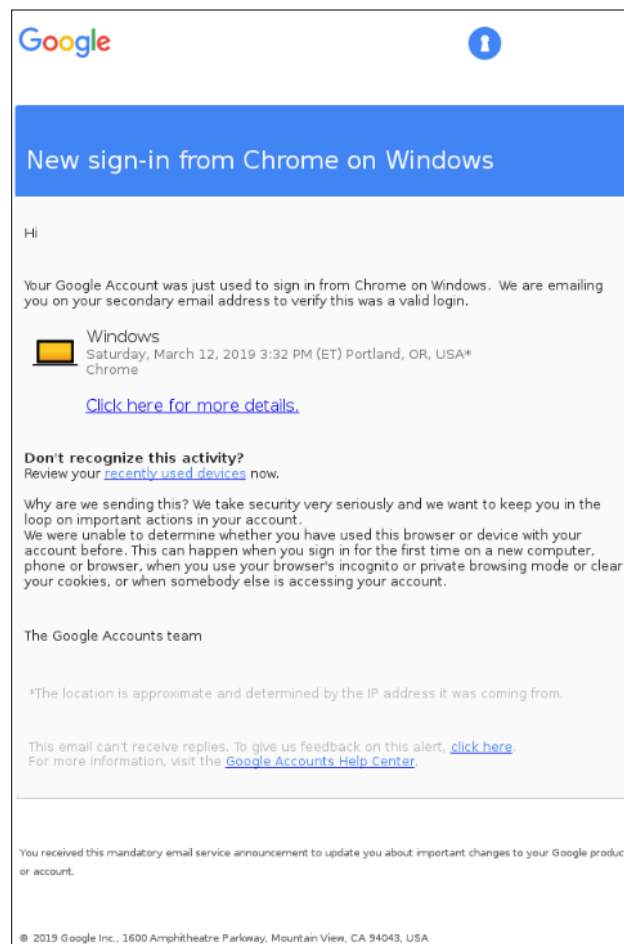 Google
New sign-in from Chrome on Windows
Hi
Your Google Account was just used to sign in from Chrome on Windows.  We are emailing
you on your secondary email address to verify this was a valid login.
Windows
Saturday, March 12, 2019 3:32 PM (ET) Portland, OR, USA*
Chrome
Click here for more details.
Don't recognize this activity?
Review your recently used devices now.
Why are we sending this? We take security very seriously and we want to keep you in the
loop on important actions in your account.
We were unable to determine whether you have used this browser or device with your
account before. This can happen when you sign in for the first time on a new computer,
phone or browser, when you use your browser's incognito or private browsing mode or clear
your cookies, or when somebody else is accessing your account.
The Google Accounts team
*The location is approximate and determined by the IP address it was coming from.
This email can't receive replies. To give us feedback on this alert, click here.
For more information, visit the Google Accounts Help Center.
You received this mandatory email service announcement to update you about important changes to your Google produc
or account.
© 2019 Google Inc., 1600 Amphitheatre Parkway, Mountain View, CA 94043, USA